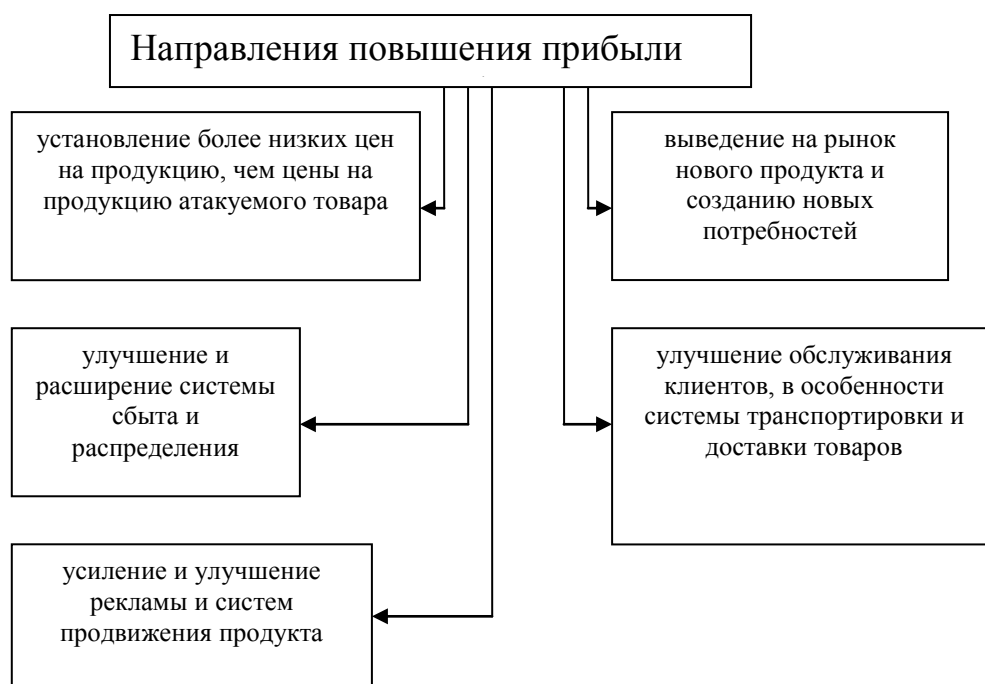 Направления повышения прибыли
установление более низких цен
на продукцию, чем цены на
продукцию атакуемого товара
выведение на рынок
нового продукта и
созданию новых
потребностей
улучшение и
расширение системы
сбыта и
распределения
улучшение обслуживания
клиентов, в особенности
системы транспортировки и
доставки товаров
усиление и улучшение
рекламы и систем
продвижения продукта